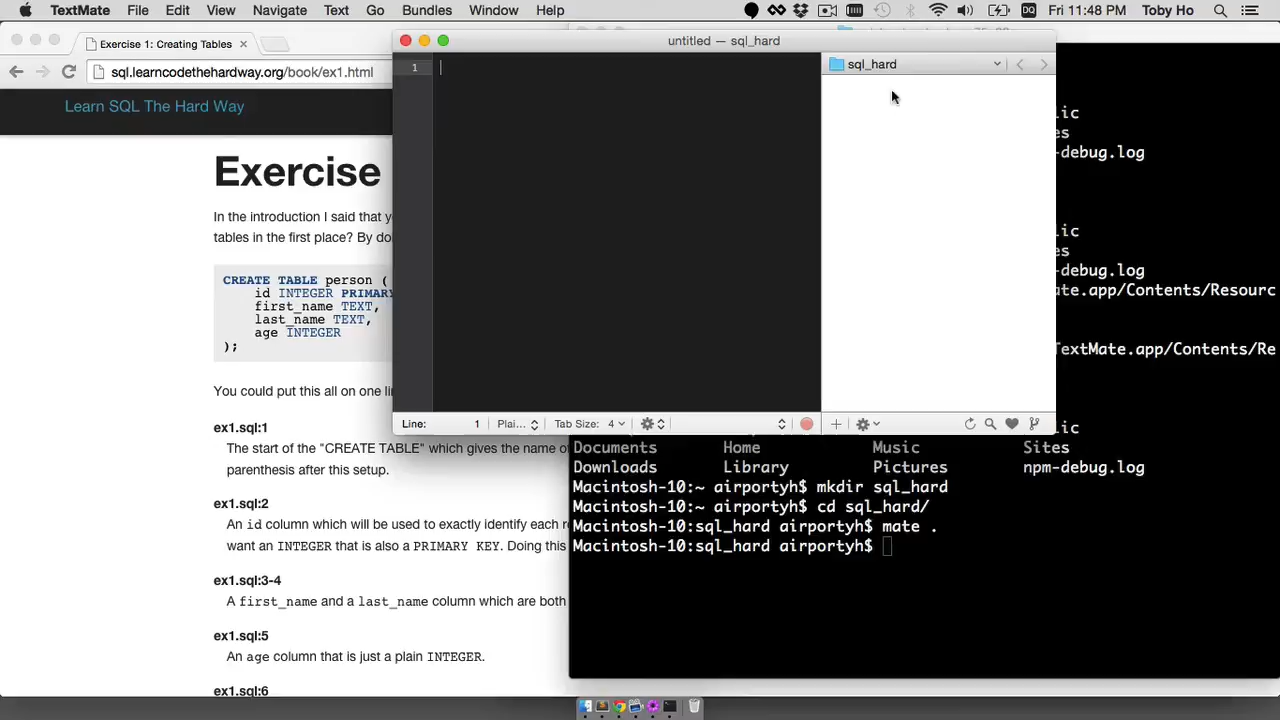 TextMate File Edit View Navigate Text Go Bundles Window Help
DQ Fri 11:48 PM Toby Ho
Exercise 1: Creating Tables
sql.learncodethehardway.org/book/ex1.html
Learn SQL The Hard Way
Exercise
In the introduction I said that
tables in the first place? By
CREATE TABLE person (
id INTEGER
first_name TEXT,
last_name TEXT,
age INTEGER
);
You could put this all on one
ex1.sql:1
The start of the "CREATE TABLE" which gives the name
parenthesis after this setup.
ex1.sql:2
An id column which will be used to exactly identify each
want an INTEGER that is also a PRIMARY KEY. Doing this
ex1.sql:3-4
A first_name and a last_name column which are both
ex1.sql:5
An age column that is just a plain INTEGER.
ex1.sql:6
untitled — sql_hard
1
sql_hard
Line: 1 Plai... Tab Size: 4
lic
es
-debug.log
lic
es
-debug.log
te.app/Contents/Resourc
TextMate.app/Contents/Re
lic
Documents Home Music Sites
Downloads Library Pictures npm-debug.log
Macintosh-10:~ airportyh$ mkdir sql_hard
Macintosh-10:~ airportyh$ cd sql_hard/
Macintosh-10:sql_hard airportyh$ mate .
Macintosh-10:sql_hard airportyh$